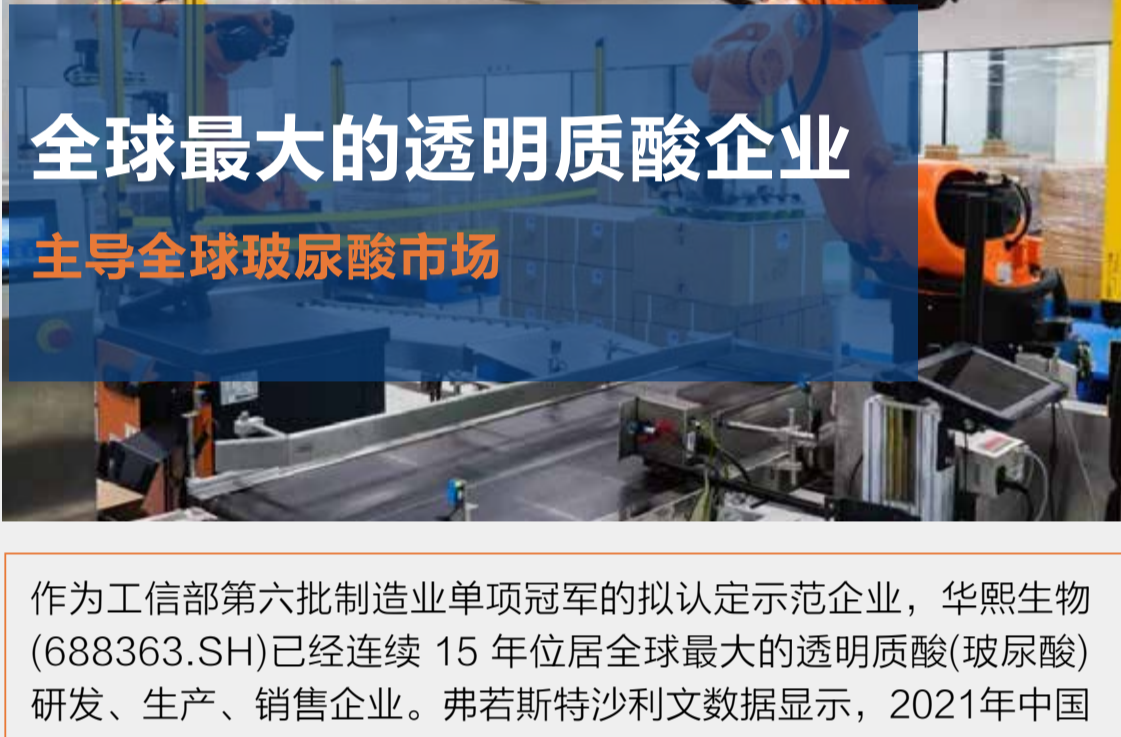 全球最大的透明质酸企业
主导全球玻尿酸市场
作为工信部第六批制造业单项冠军的拟认定示范企业，华熙生物
(688363.SH)已经连续 15 年位居全球最大的透明质酸(玻尿酸)
研发、生产、销售企业。弗若斯特沙利文数据显示，2021年中国